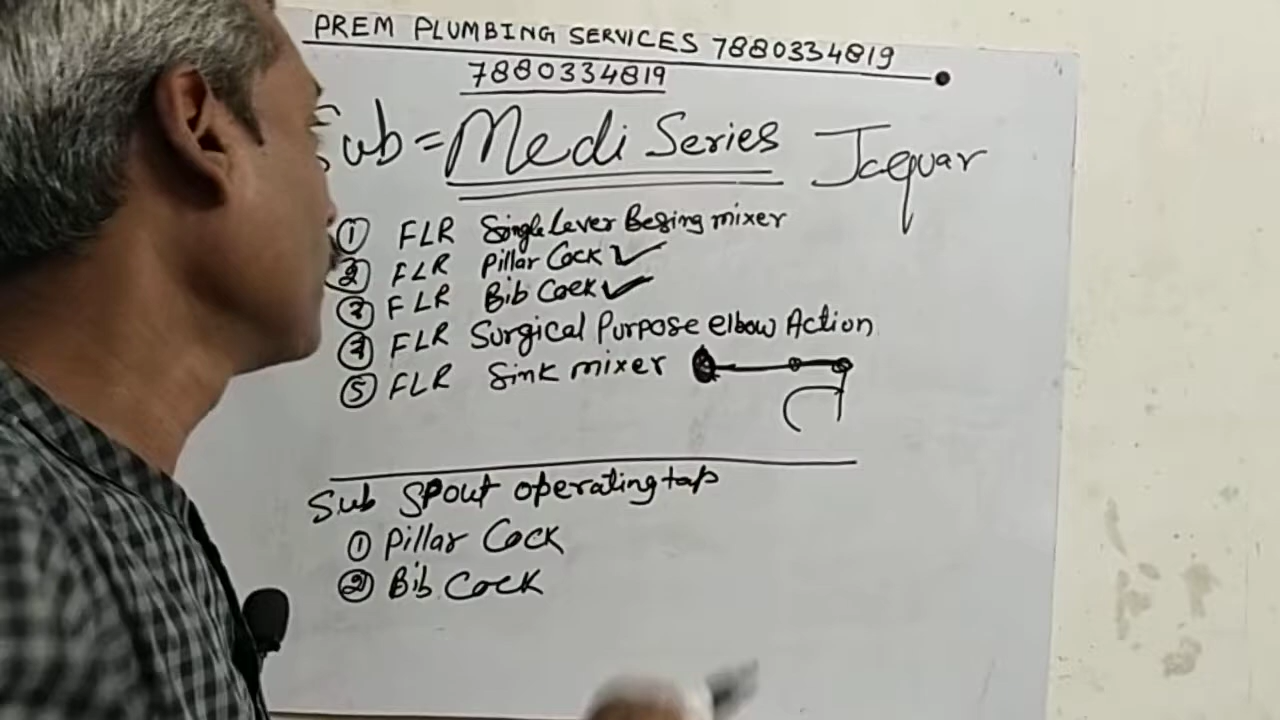 PREM PLUMBING SERVICES 7880334819
7880334819
Sub = Medi Series Jaquar
① FLR Single Lever Besing mixer
② FLR Pillar Cock ✓
③ FLR Bib Cock ✓
④ FLR Surgical Purpose elbow Action
⑤ FLR Sink mixer
Sub Spout operating tap
① Pillar Cock
② Bib Cock